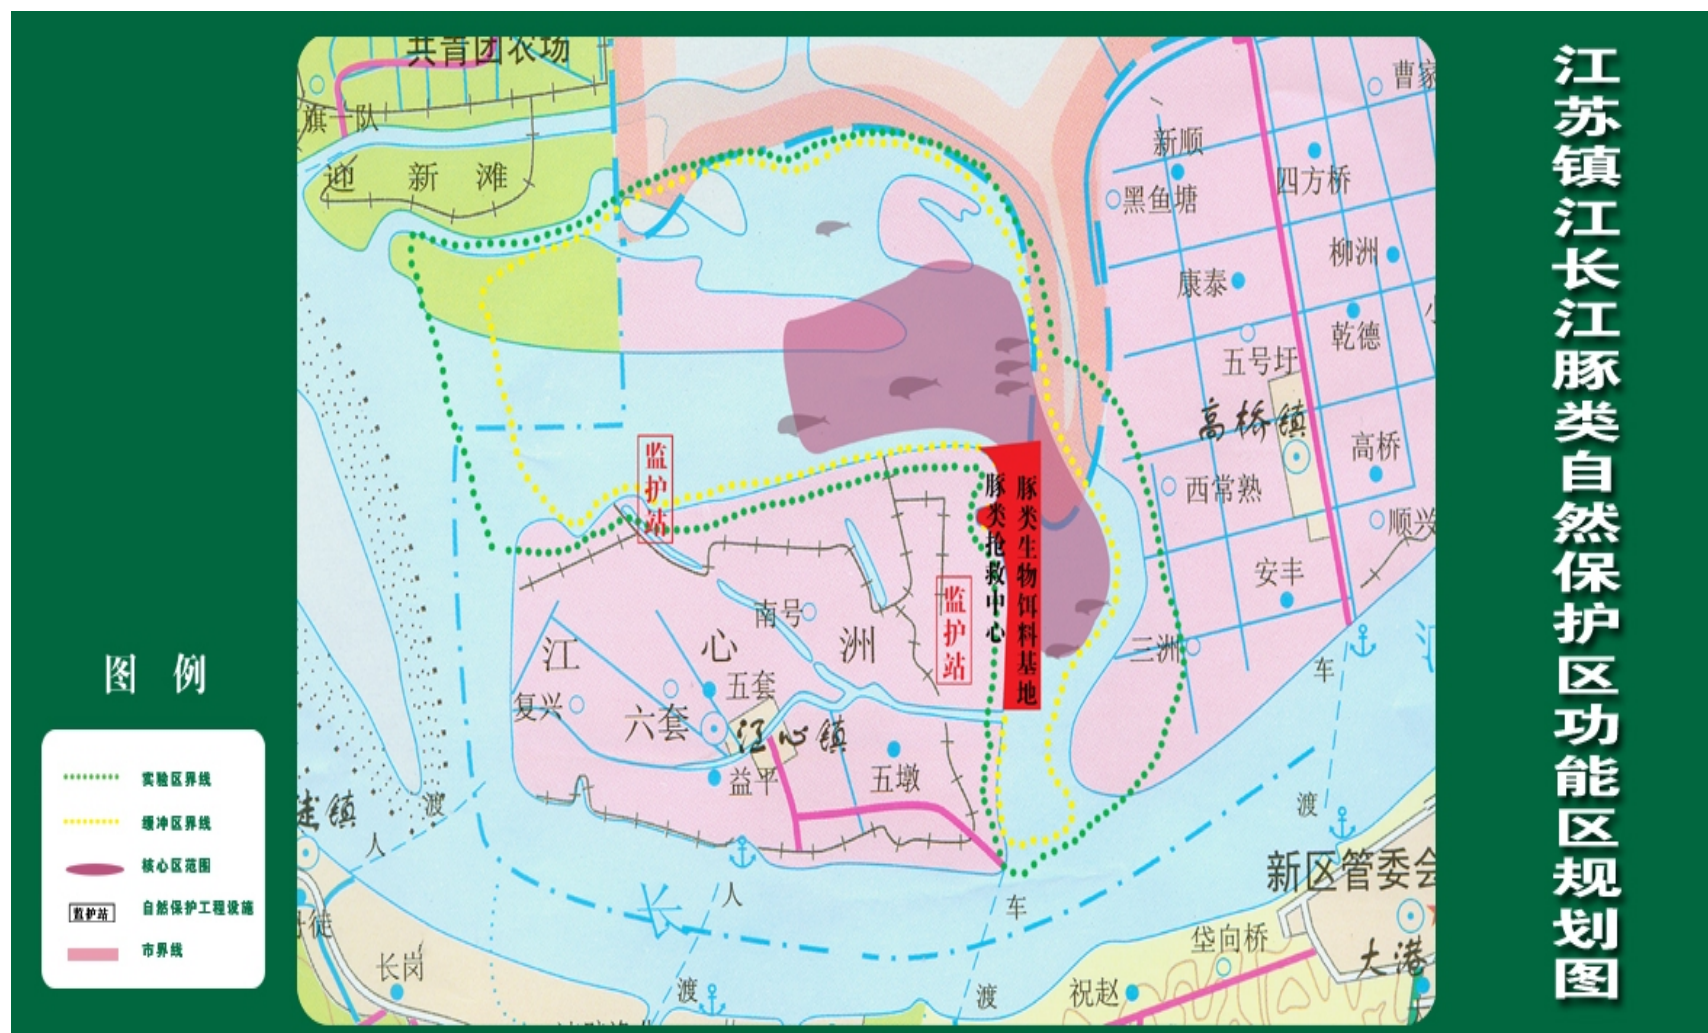 江苏镇江长江豚类自然保护区功能区规划图
共青团农场
旗一队
迎新滩
曹家
新顺
四方桥
黑鱼塘
柳洲
康泰
乾德
五号圩
高桥镇
高桥
西常熟
顺兴
安丰
三洲
监护站
豚类抢救中心
豚类生物饵料基地
监护站
南号
江心洲
五套
复兴
六套
江心镇
益平
五墩
车
渡
人
渡
长
人
渡
车
渡
江
新区管委会
大港
垈向桥
祝赵
长岗
丹徒
图例
实验区界线
缓冲区界线
核心区范围
监护站 自然保护工程设施
市界线